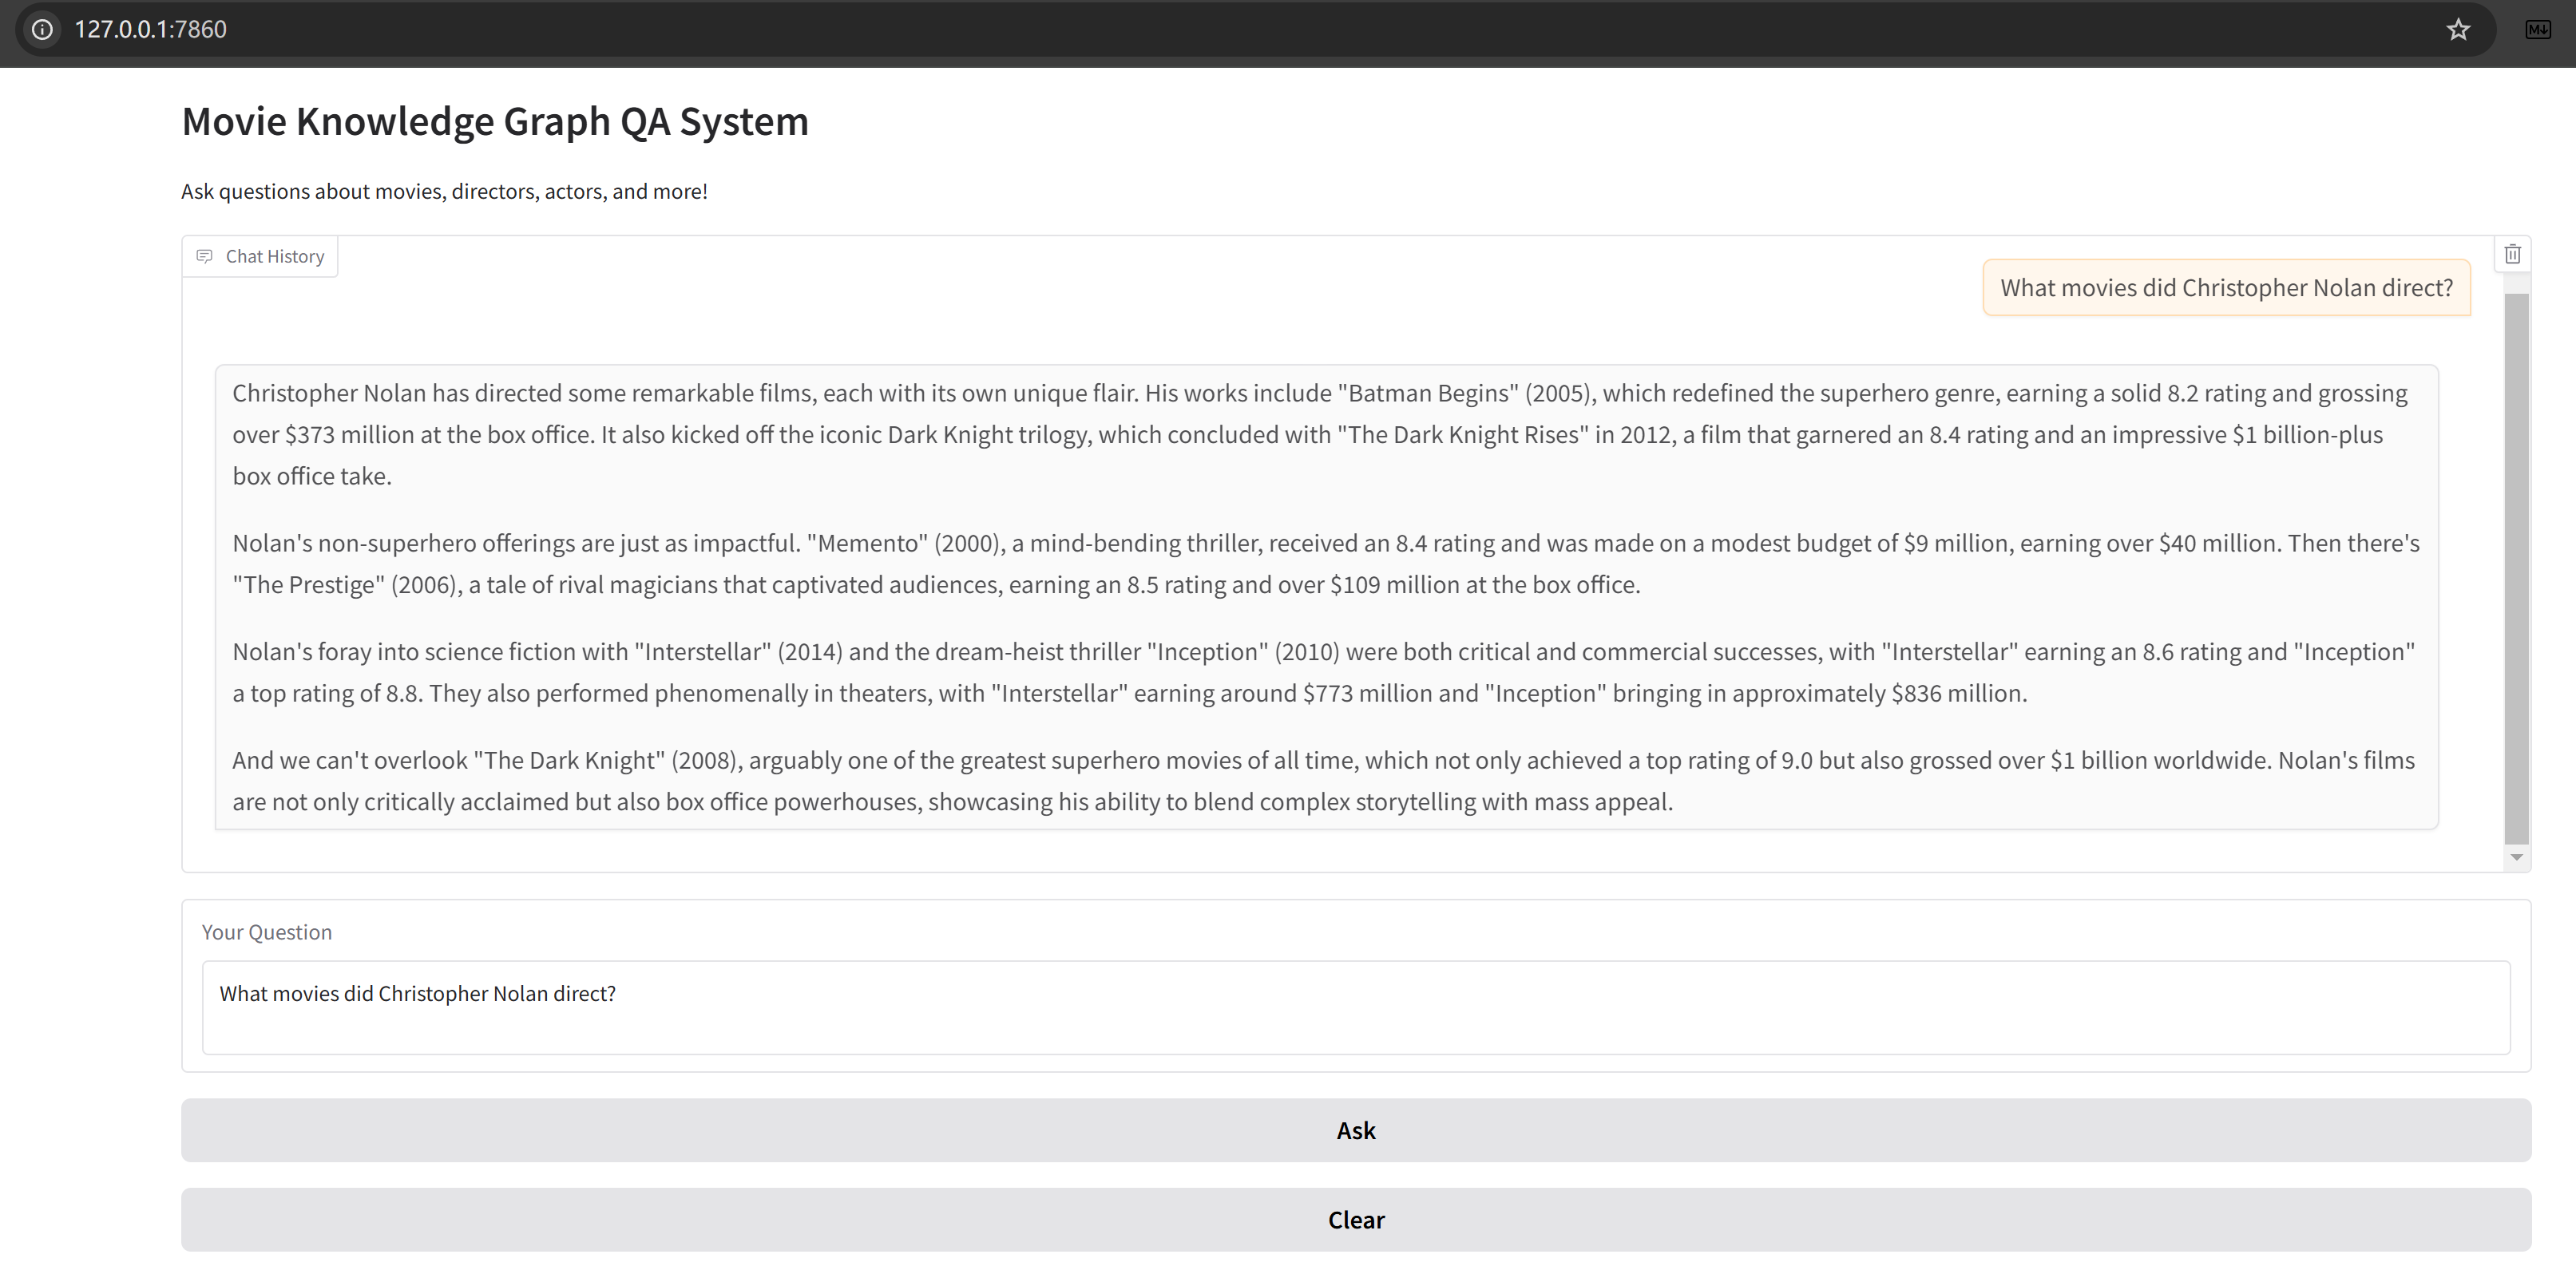 127.0.0.1:7860
M↓
Movie Knowledge Graph QA System
Ask questions about movies, directors, actors, and more!
Chat History
What movies did Christopher Nolan direct?
Christopher Nolan has directed some remarkable films, each with its own unique flair. His works include "Batman Begins" (2005), which redefined the superhero genre, earning a solid 8.2 rating and grossing
over $373 million at the box office. It also kicked off the iconic Dark Knight trilogy, which concluded with "The Dark Knight Rises" in 2012, a film that garnered an 8.4 rating and an impressive $1 billion-plus
box office take.
Nolan's non-superhero offerings are just as impactful. "Memento" (2000), a mind-bending thriller, received an 8.4 rating and was made on a modest budget of $9 million, earning over $40 million. Then there's
"The Prestige" (2006), a tale of rival magicians that captivated audiences, earning an 8.5 rating and over $109 million at the box office.
Nolan's foray into science fiction with "Interstellar" (2014) and the dream-heist thriller "Inception" (2010) were both critical and commercial successes, with "Interstellar" earning an 8.6 rating and "Inception"
a top rating of 8.8. They also performed phenomenally in theaters, with "Interstellar" earning around $773 million and "Inception" bringing in approximately $836 million.
And we can't overlook "The Dark Knight" (2008), arguably one of the greatest superhero movies of all time, which not only achieved a top rating of 9.0 but also grossed over $1 billion worldwide. Nolan's films
are not only critically acclaimed but also box office powerhouses, showcasing his ability to blend complex storytelling with mass appeal.
Your Question
What movies did Christopher Nolan direct?
Ask
Clear